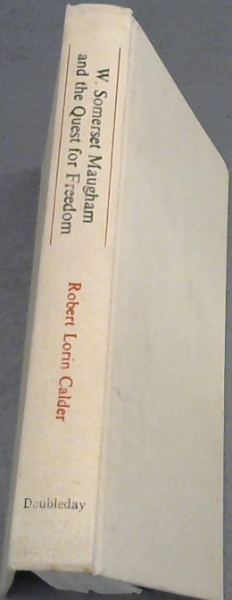 W. Somerset Maugham
and the Quest for Freedom
Robert Lorin Calder
Doubleday